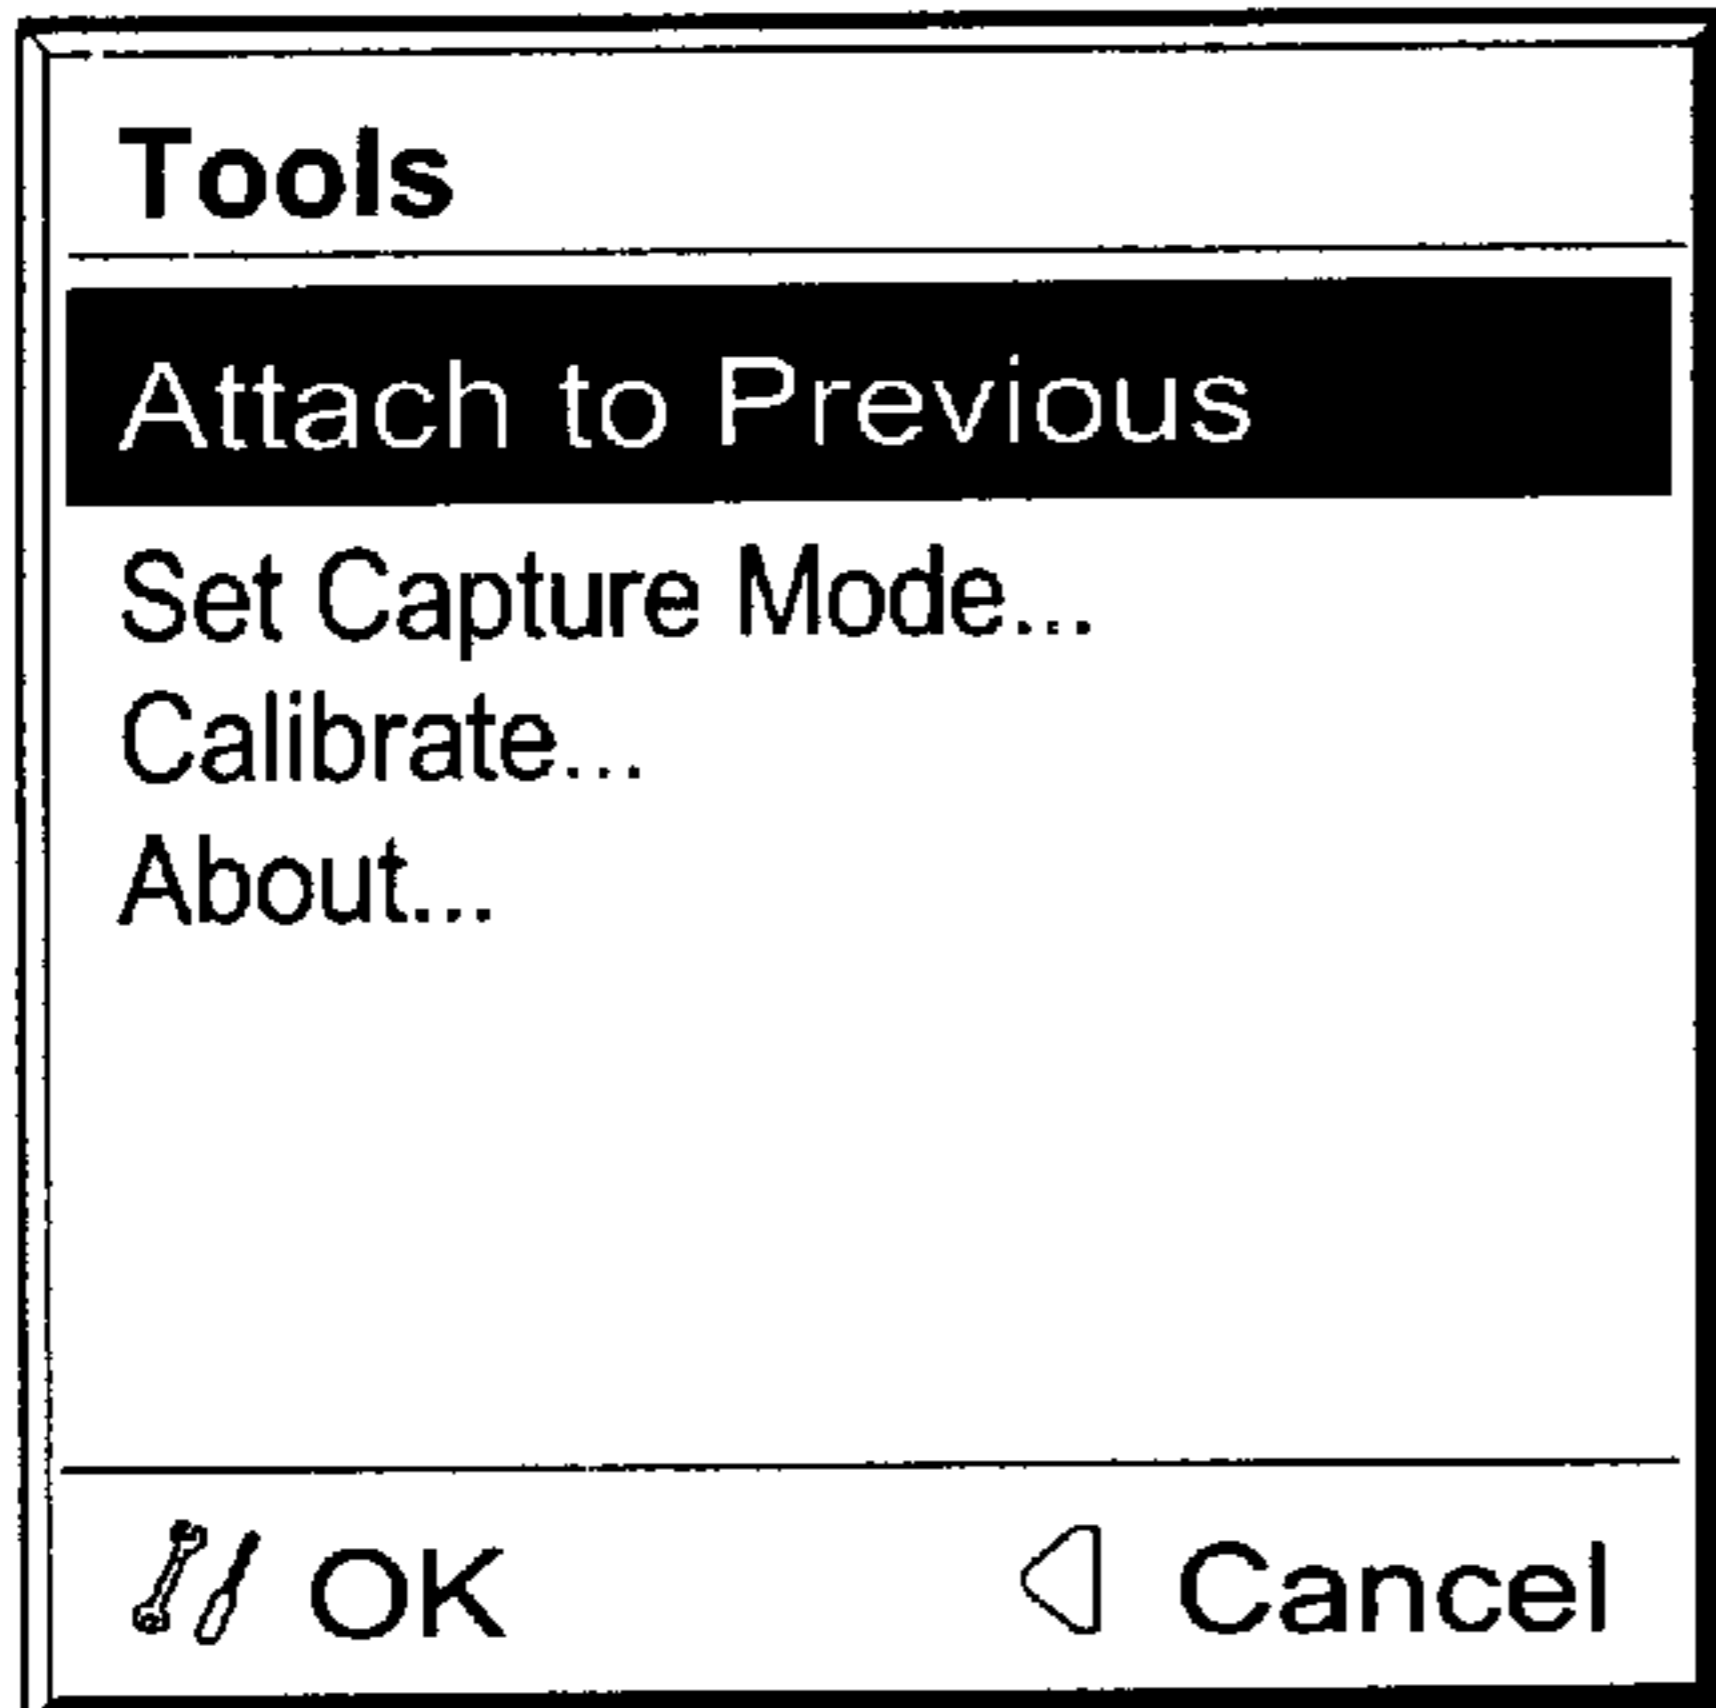 Tools
Attach to Previous
Set Capture Mode...
Calibrate...
About...
OK Cancel